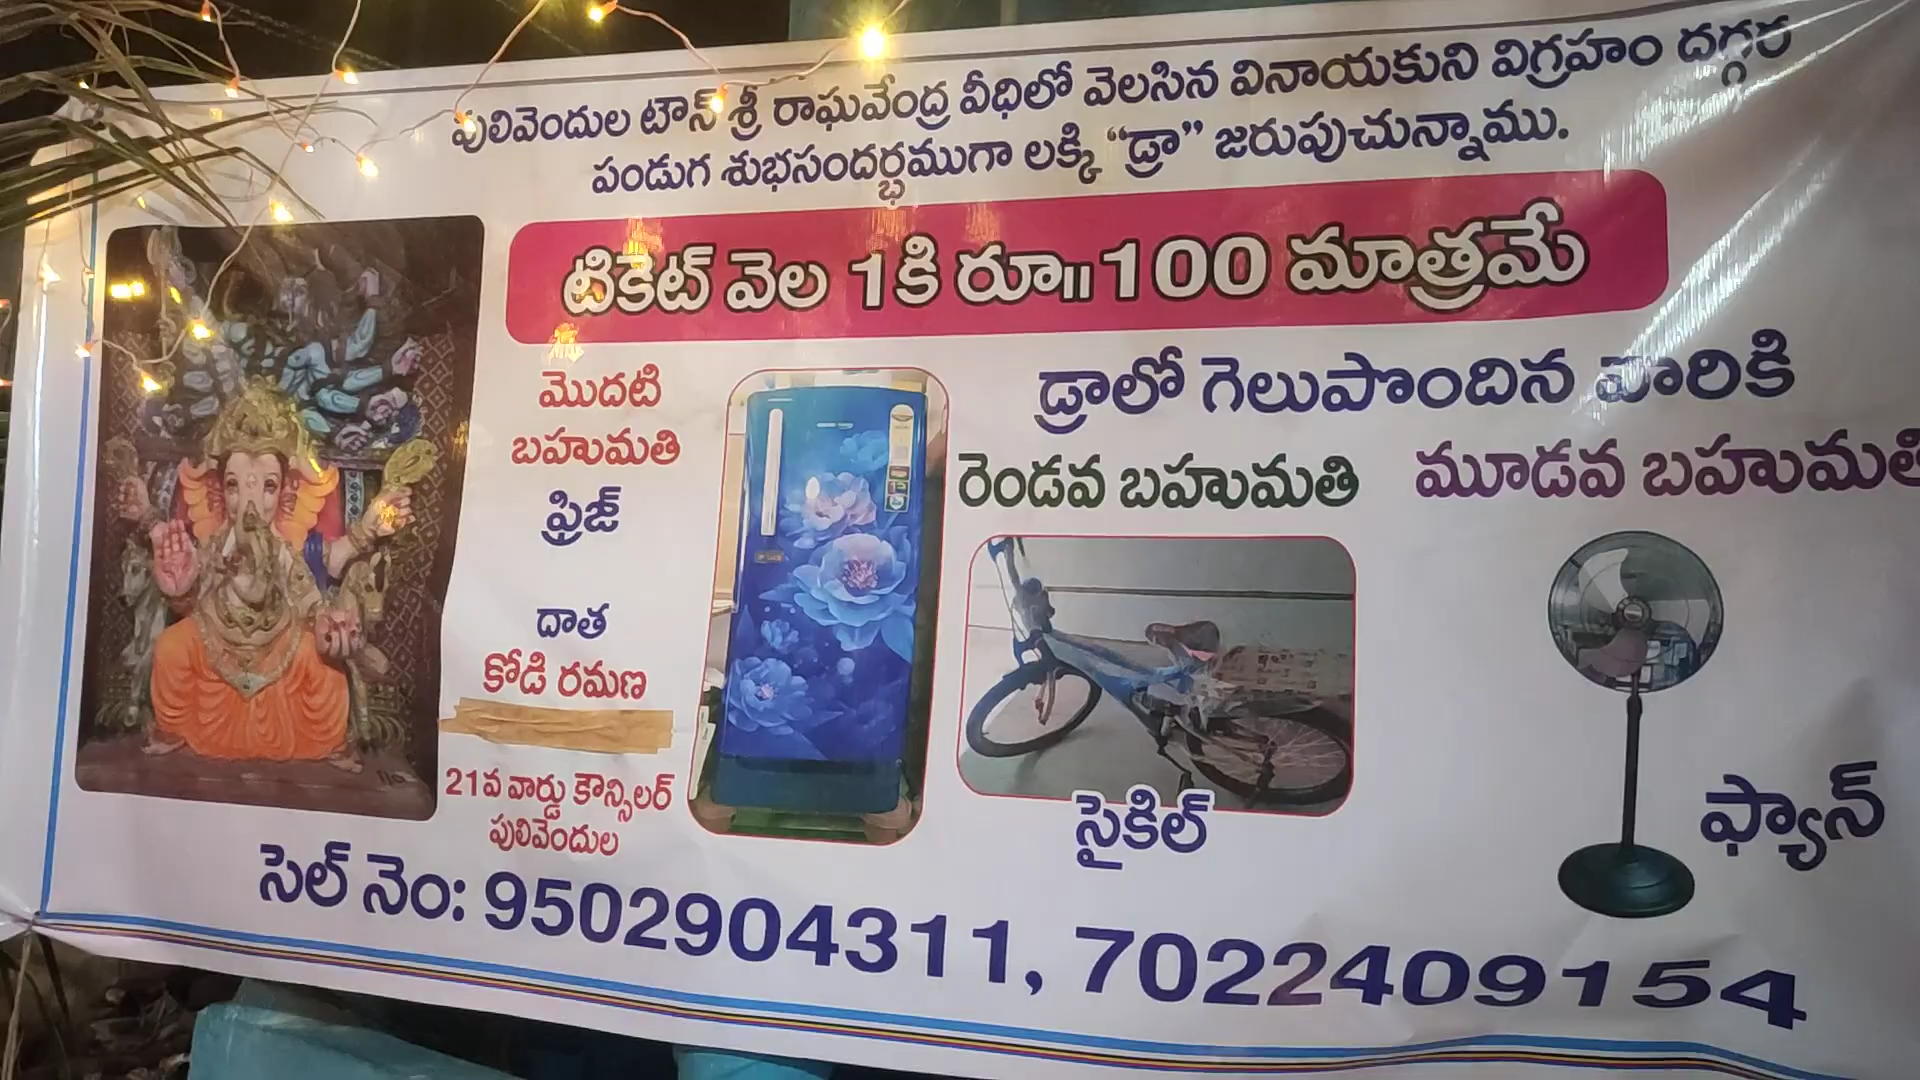 పులివెందుల టౌన్ శ్రీ రాఘవేంద్ర వీధిలో వెలసిన వినాయకుని విగ్రహం దగ్గర
పండుగ శుభసందర్భముగా లక్కి "డ్రా" జరుపుచున్నాము.
టికెట్ వెల 1కి రూ॥100 మాత్రమే
డ్రాలో గెలుపొందిన వారికి
మొదటి
బహుమతి
ఫ్రిజ్
దాత
కోడి రమణ
21వ వార్డు కౌన్సిలర్
పులివెందుల
రెండవ బహుమతి
సైకిల్
మూడవ బహుమతి
ఫ్యాన్
సెల్ నెం: 9502904311, 7022409154